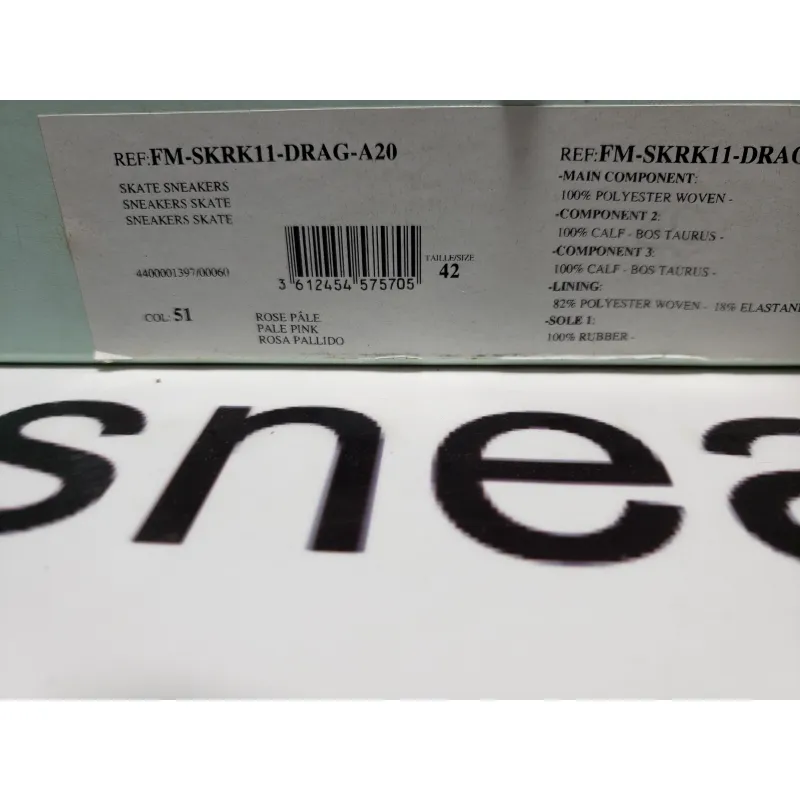 REF:FM-SKRK11-DRAG-A20
SKATE SNEAKERS
SNEAKERS SKATE
SNEAKERS SKATE
4400001397/00060
3 612454 575705
TAILLE/SIZE
42
COL: 51
ROSE PÂLE
PALE PINK
ROSA PALLIDO
REF:FM-SKRK11-DRAG
-MAIN COMPONENT:
100% POLYESTER WOVEN -
-COMPONENT 2:
100% CALF - BOS TAURUS -
-COMPONENT 3:
100% CALF - BOS TAURUS -
-LINING:
82% POLYESTER WOVEN - 18% ELASTAN
-SOLE 1:
100% RUBBER -
snea